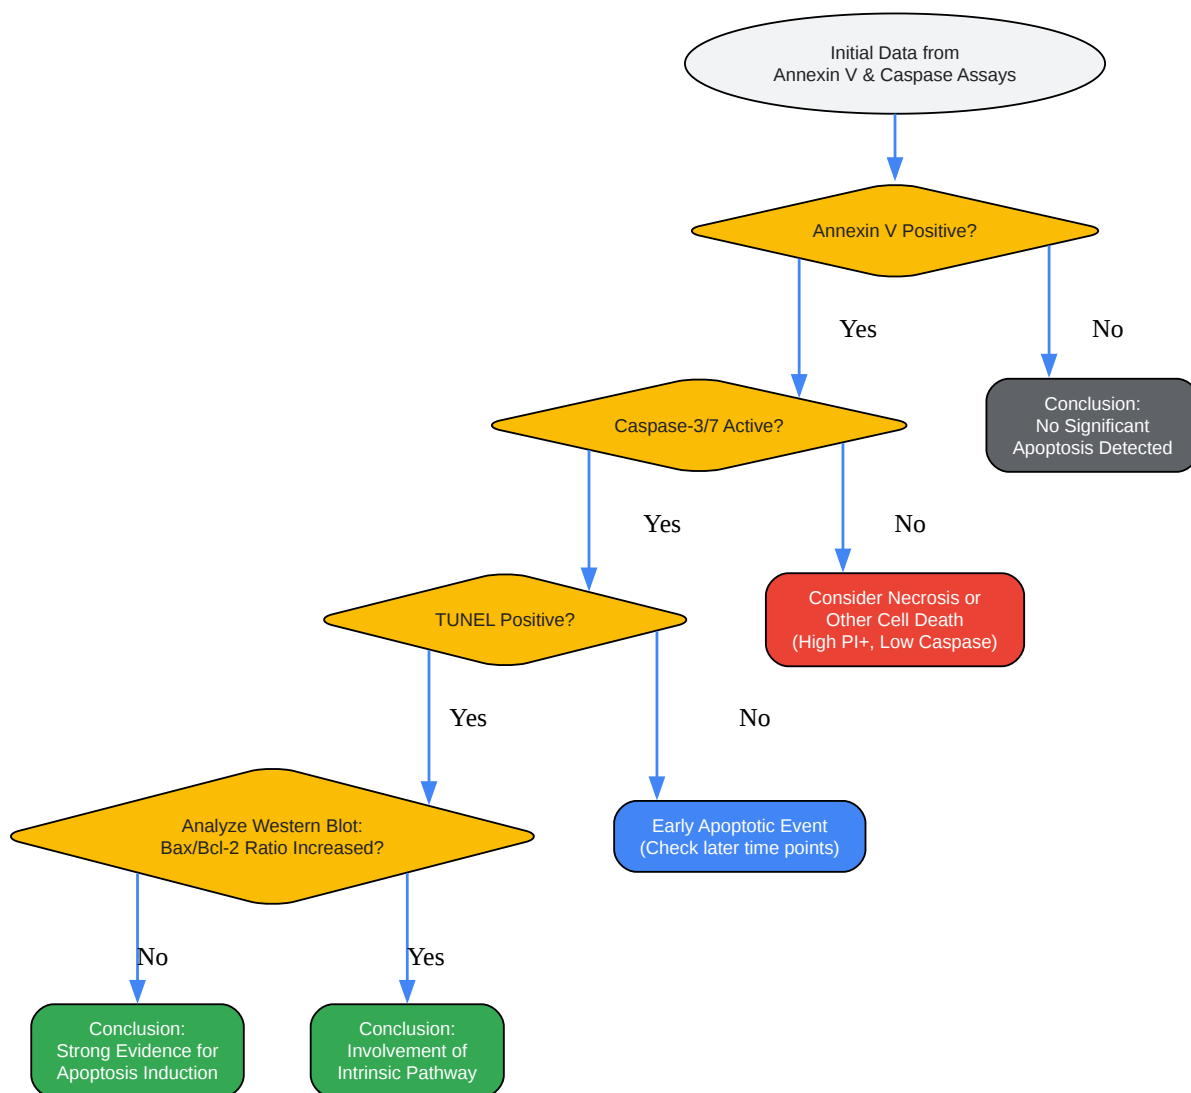 Initial Data from
Annexin V & Caspase Assays
Annexin V Positive?
Yes
No
Caspase-3/7 Active?
Conclusion:
No Significant
Apoptosis Detected
Yes
No
TUNEL Positive?
Consider Necrosis or
Other Cell Death
(High PI+, Low Caspase)
Yes
No
Analyze Western Blot:
Bax/Bcl-2 Ratio Increased?
Early Apoptotic Event
(Check later time points)
No
Yes
Conclusion:
Strong Evidence for
Apoptosis Induction
Conclusion:
Involvement of
Intrinsic Pathway